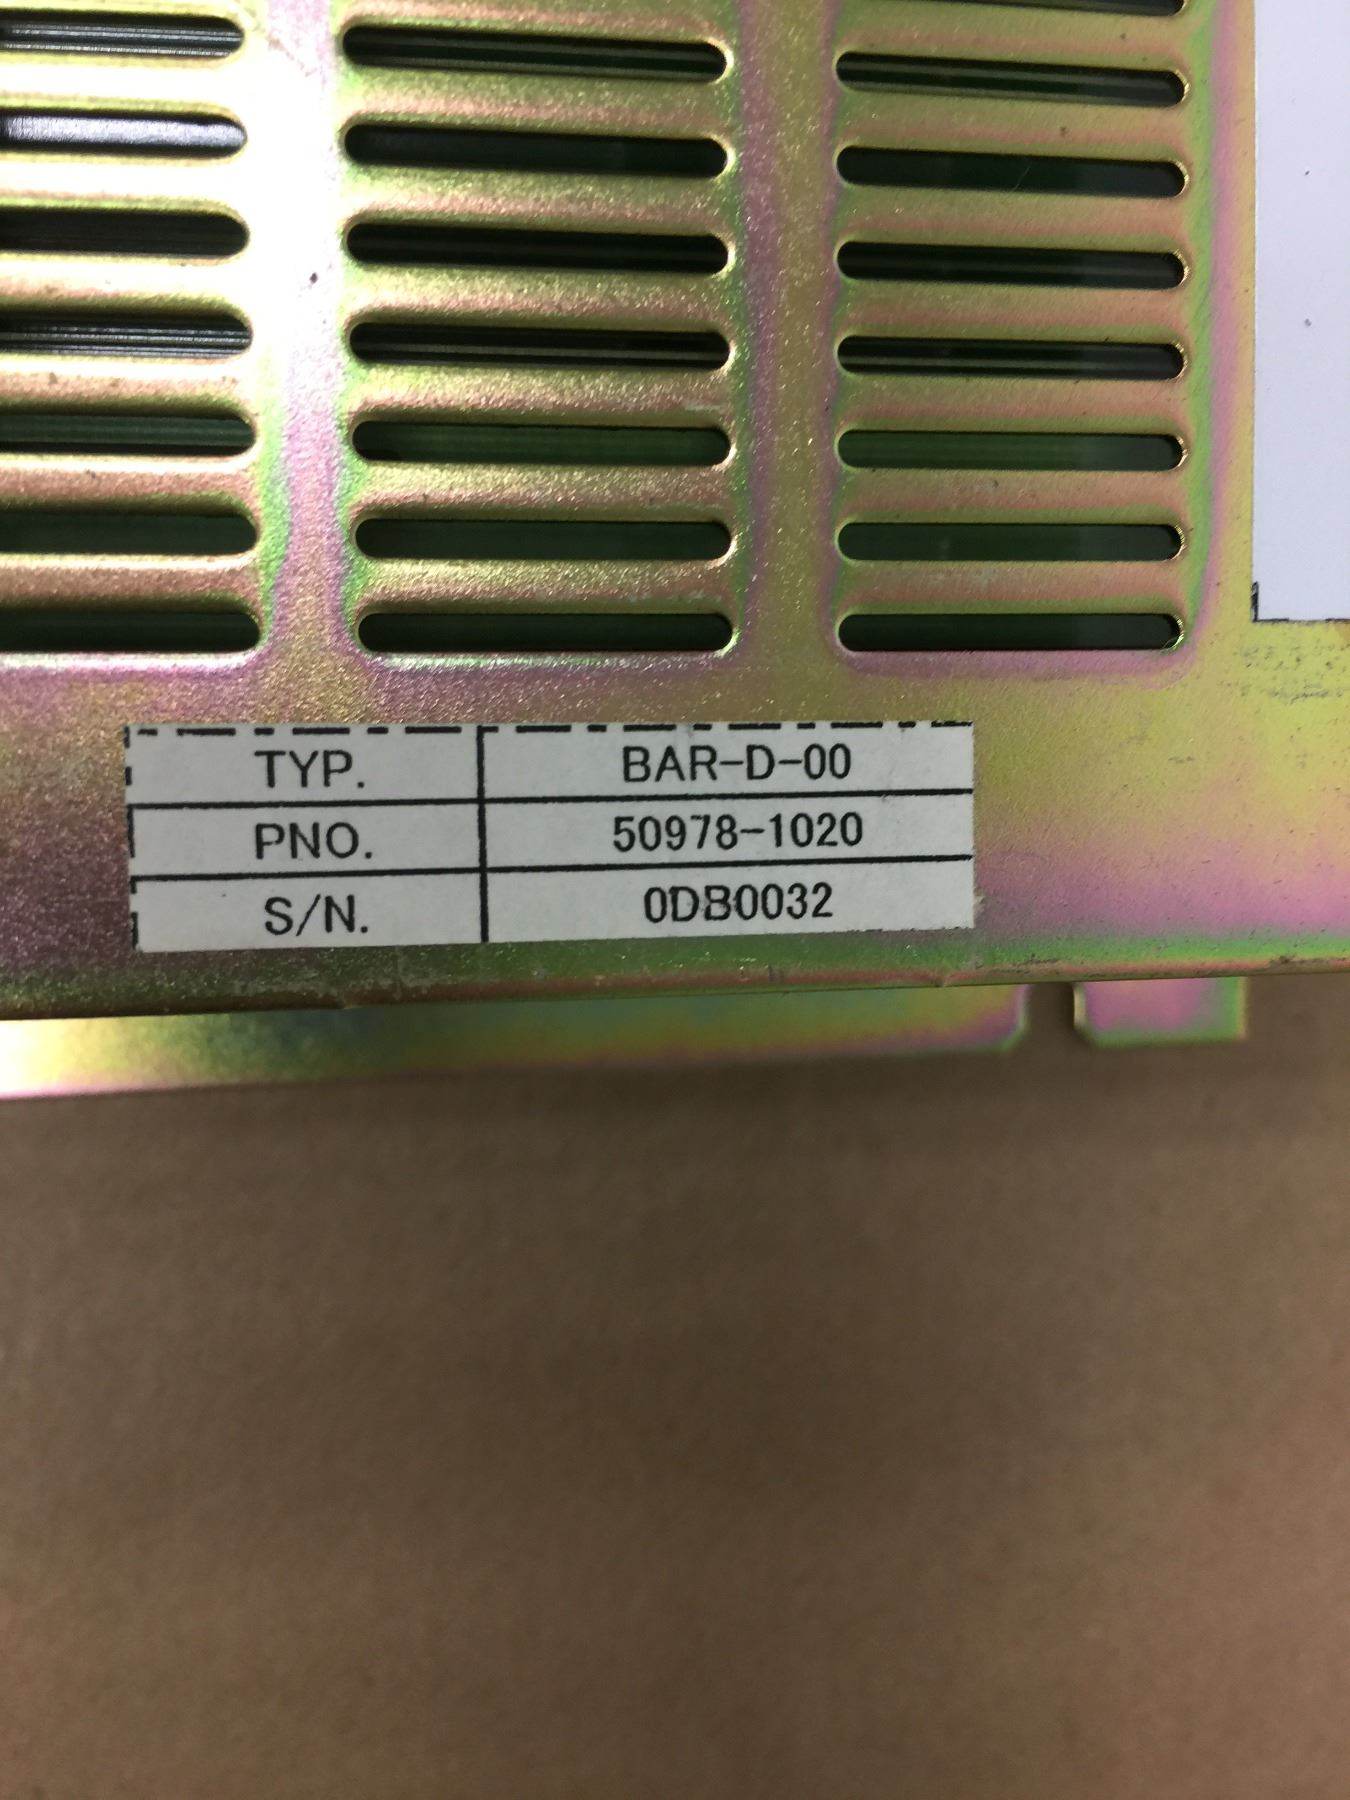 TYP. BAR-D-00
PNO. 50978-1020
S/N. 0DB0032